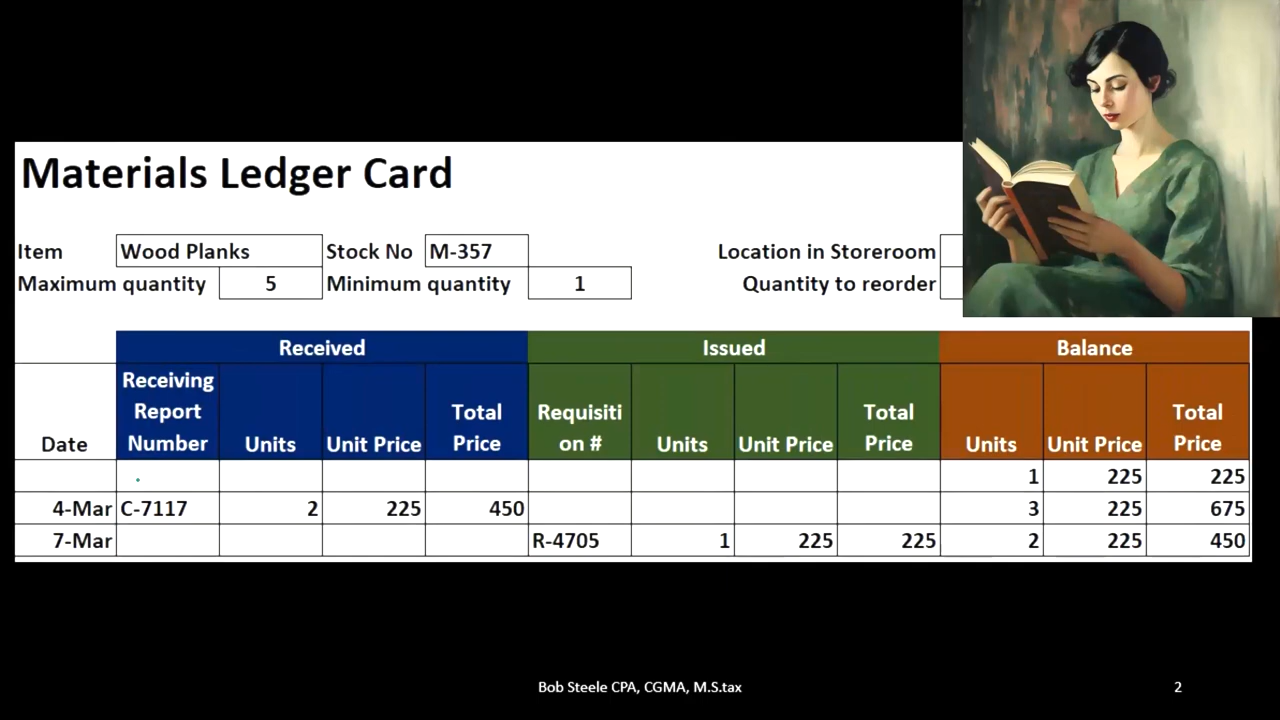 Materials Ledger Card
Item Wood Planks Stock No M-357 Location in Storeroom
Maximum quantity 5 Minimum quantity 1 Quantity to reorder
Received Issued Balance
Date Receiving Report Number Units Unit Price Total Price Requisiti on # Units Unit Price Total Price Units Unit Price Total Price
1 225 225
4-Mar C-7117 2 225 450 3 225 675
7-Mar R-4705 1 225 225 2 225 450
Bob Steele CPA, CGMA, M.S.tax 2